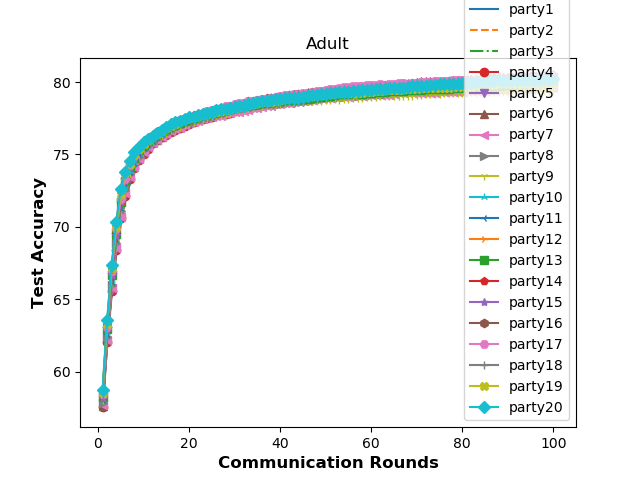 Adult
Test Accuracy
80
75
70
65
60
0 20 40 60 80 100
Communication Rounds
party1
party2
party3
party4
party5
party6
party7
party8
party9
party10
party11
party12
party13
party14
party15
party16
party17
party18
party19
party20